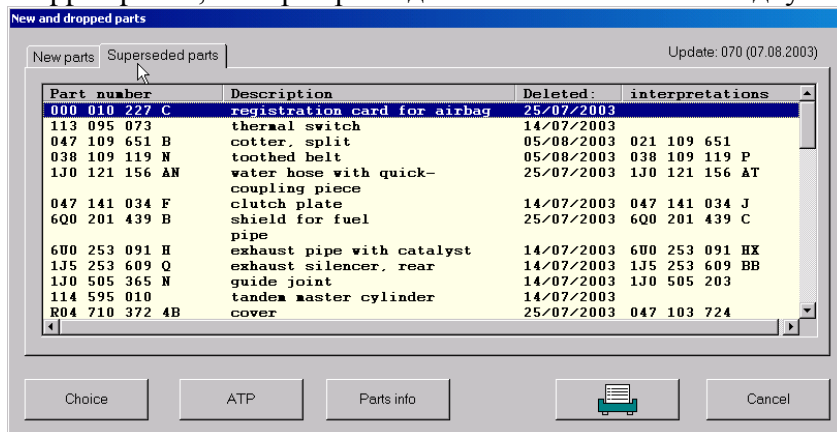 New and dropped parts
New parts Superseded parts Update: 070 (07.08.2003)
Part number Description Deleted: interpretations
000 010 227 C registration card for airbag 25/07/2003
113 095 073 thermal switch 14/07/2003
047 109 651 B cotter, split 05/08/2003 021 109 651
038 109 119 N toothed belt 05/08/2003 038 109 119 P
1J0 121 156 AN water hose with quick- 25/07/2003 1J0 121 156 AT
coupling piece
047 141 034 F clutch plate 14/07/2003 047 141 034 J
6Q0 201 439 B shield for fuel 25/07/2003 6Q0 201 439 C
pipe
6U0 253 091 H exhaust pipe with catalyst 14/07/2003 6U0 253 091 HX
1J5 253 609 Q exhaust silencer, rear 14/07/2003 1J5 253 609 BB
1J0 505 365 N guide joint 14/07/2003 1J0 505 203
114 595 010 tandem master cylinder 14/07/2003
R04 710 372 4B cover 25/07/2003 047 103 724
Choice ATP Parts info Cancel